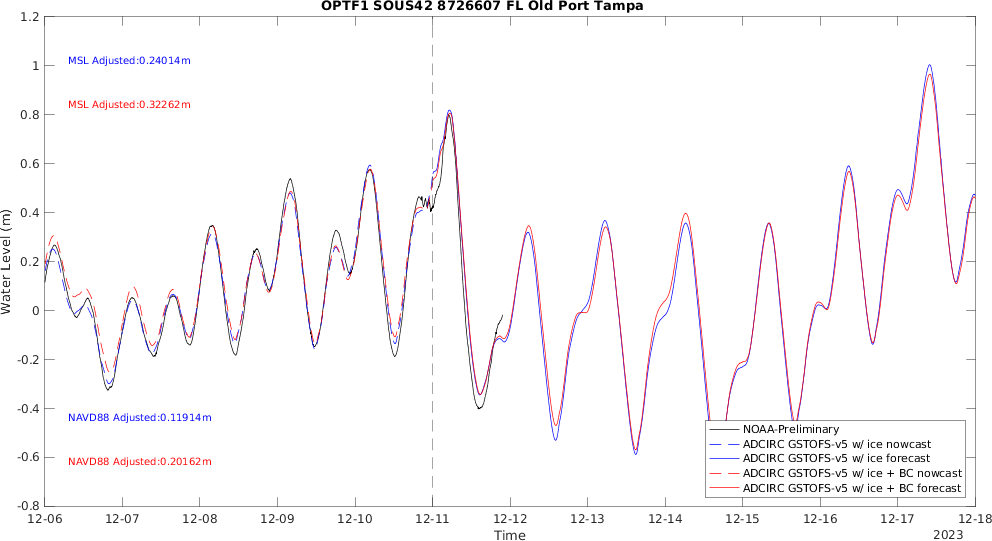 OPTF1 SOUS42 8726607 FL Old Port Tampa
1.2
1
0.8
0.6
0.4
0.2
0
-0.2
-0.4
-0.6
-0.8
Water Level (m)
MSL Adjusted:0.24014m
MSL Adjusted:0.32262m
NAVD88 Adjusted:0.11914m
NAVD88 Adjusted:0.20162m
NOAA-Preliminary
ADCIRC GSTOFS-v5 w/ ice nowcast
ADCIRC GSTOFS-v5 w/ ice forecast
ADCIRC GSTOFS-v5 w/ ice + BC nowcast
ADCIRC GSTOFS-v5 w/ ice + BC forecast
12-06 12-07 12-08 12-09 12-10 12-11 12-12 12-13 12-14 12-15 12-16 12-17 12-18
Time
2023